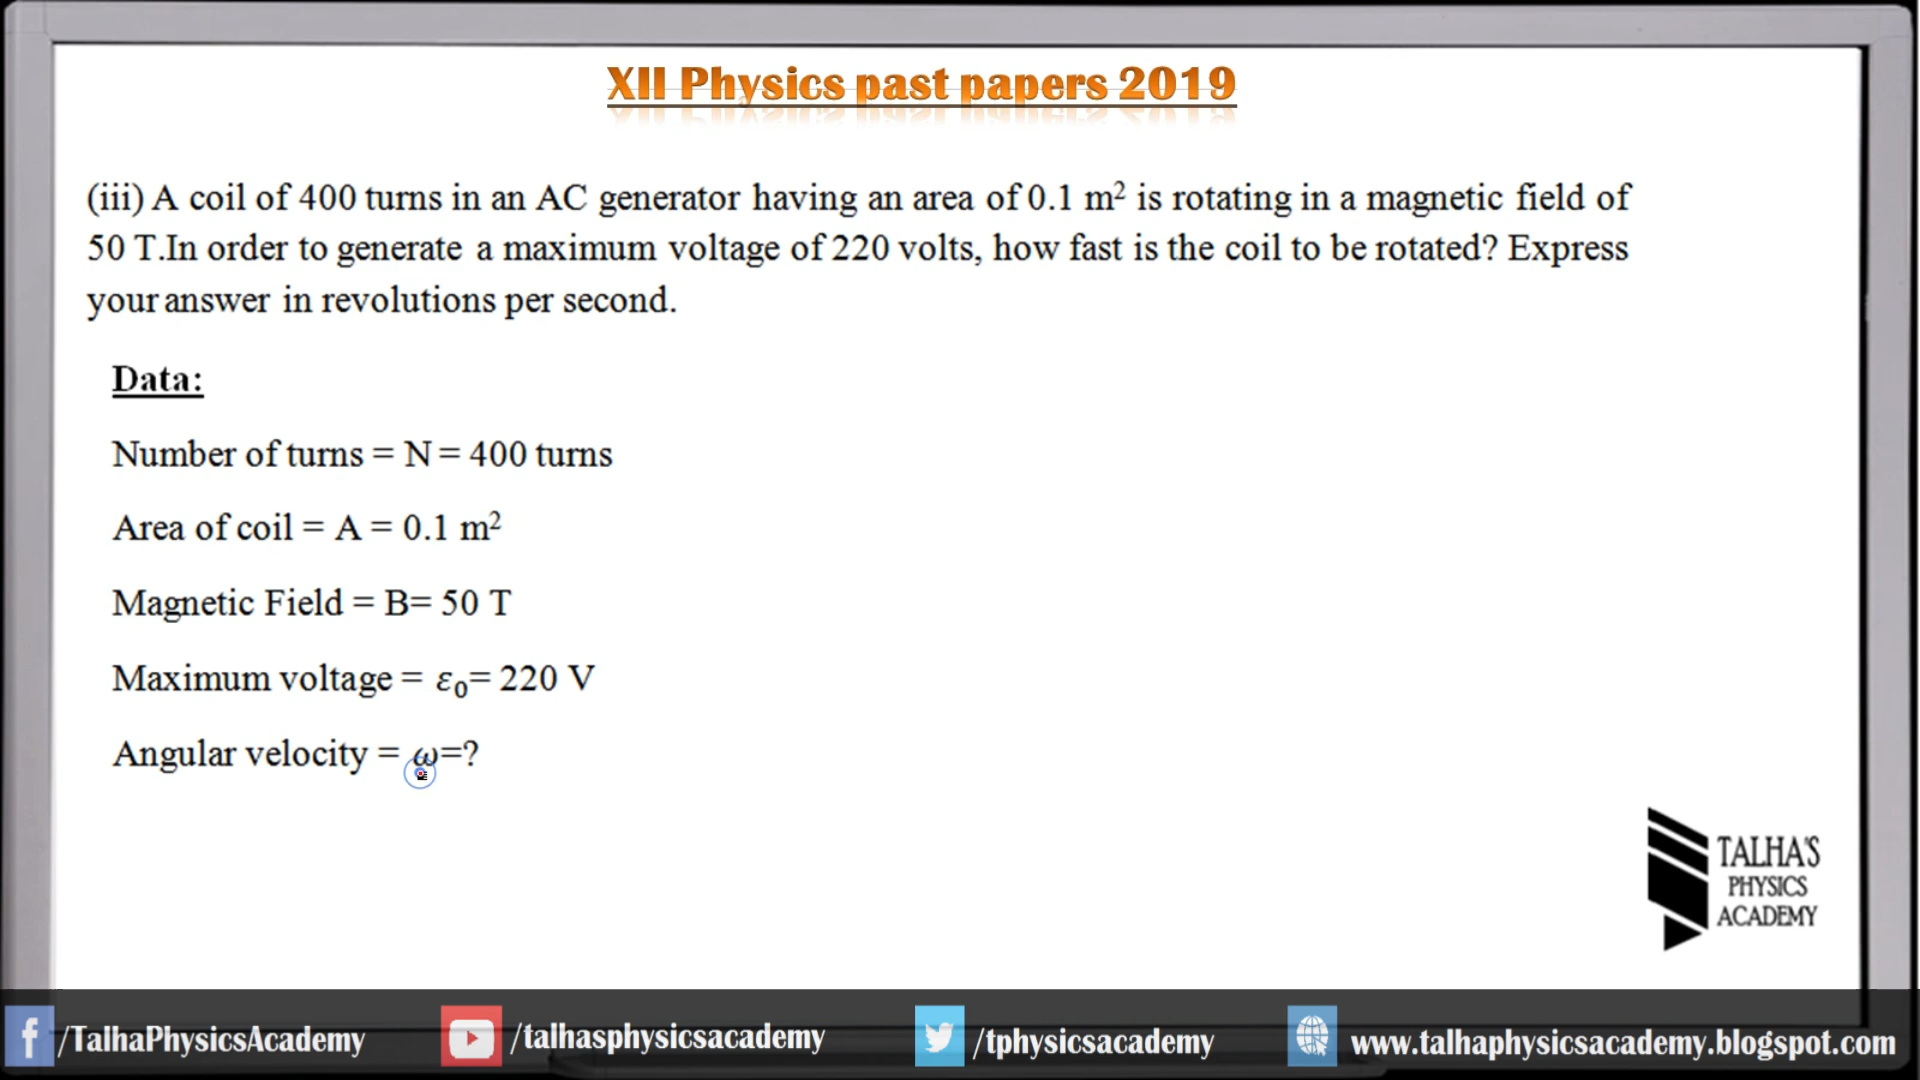 XII Physics past papers 2019
(iii) A coil of 400 turns in an AC generator having an area of 0.1 m² is rotating in a magnetic field of
50 T.In order to generate a maximum voltage of 220 volts, how fast is the coil to be rotated? Express
your answer in revolutions per second.
Data:
Number of turns = N = 400 turns
Area of coil = A = 0.1 m²
Magnetic Field = B= 50 T
Maximum voltage = ε₀= 220 V
Angular velocity = ω=?
TALHA'S
PHYSICS
ACADEMY
/TalhaPhysicsAcademy
/talhasphysicsacademy
/tphysicsacademy
www.talhaphysicsacademy.blogspot.com